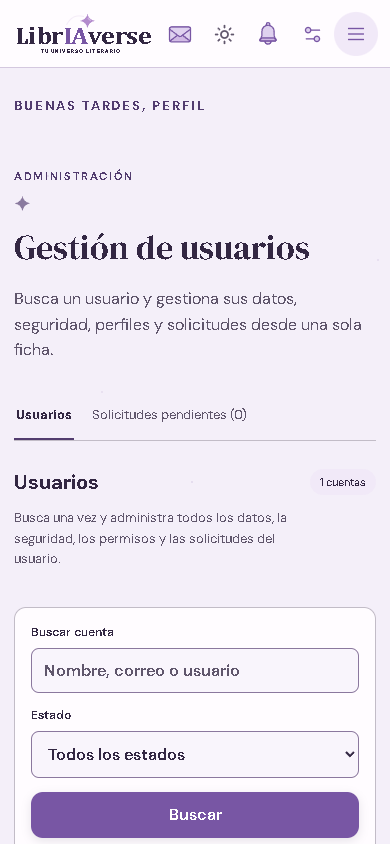 LibrIAverse
TU UNIVERSO LITERARIO
BUENAS TARDES, PERFIL
ADMINISTRACIÓN
Gestión de usuarios
Busca un usuario y gestiona sus datos,
seguridad, perfiles y solicitudes desde una sola
ficha.
Usuarios
Solicitudes pendientes (0)
Usuarios
1 cuentas
Busca una vez y administra todos los datos, la
seguridad, los permisos y las solicitudes del
usuario.
Buscar cuenta
Nombre, correo o usuario
Estado
Todos los estados
Buscar